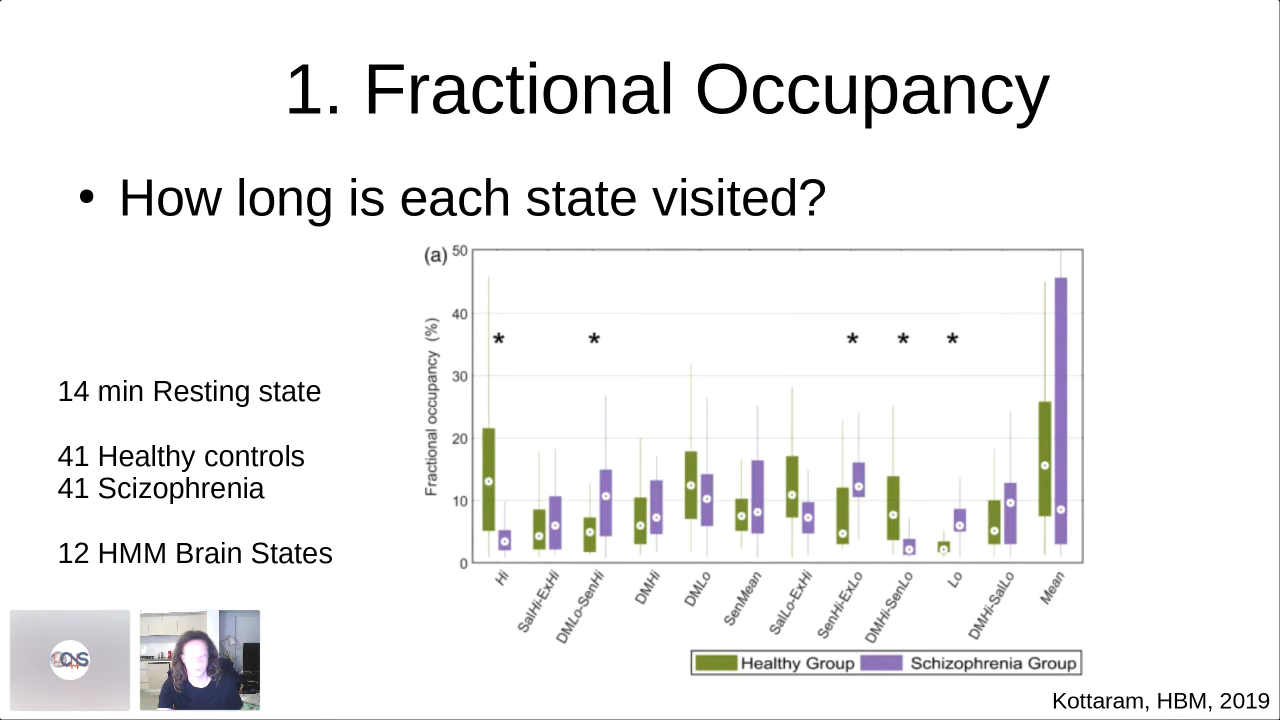 1. Fractional Occupancy
• How long is each state visited?
(a)
50
40
30
20
10
0
Fractional occupancy (%)
* * * * *
14 min Resting state
41 Healthy controls
41 Scizophrenia
12 HMM Brain States
Hi
SalHi-ExHi
DMLo-SenHi
DMHi
DMLo
SenMean
SalLo-ExHi
SenHi-ExLo
DMHi-SenLo
Lo
DMHi-SalLo
Mean
Healthy Group
Schizophrenia Group
Kottaram, HBM, 2019